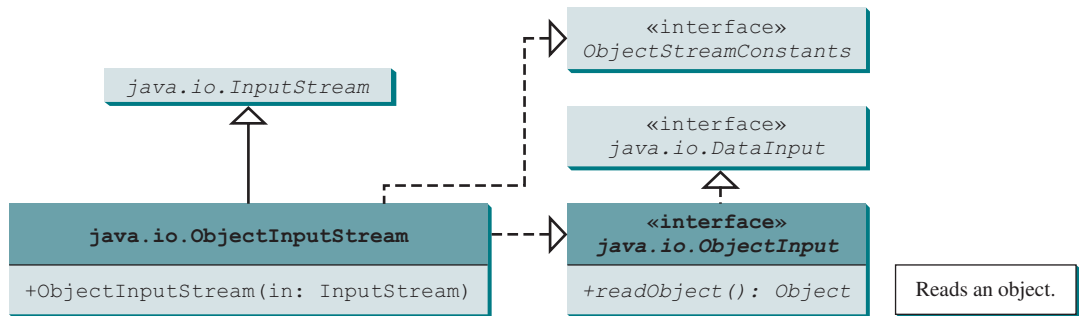 «interface»
ObjectStreamConstants
java.io.InputStream
«interface»
java.io.DataInput
java.io.ObjectInputStream
+ObjectInputStream(in: InputStream)
«interface»
java.io.ObjectInput
+readObject(): Object
Reads an object.